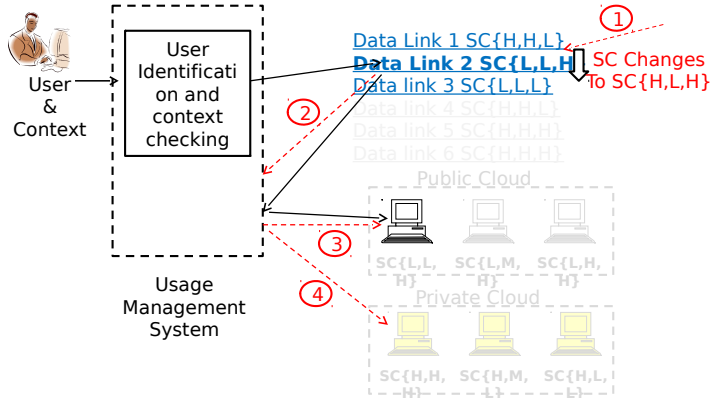 1
User
Identificati
on and
context
checking
User
&
Context
Data Link 1 SC{H,H,L}
Data Link 2 SC{L,L,H
Data link 3 SC{L,L,L}
Data link 4 SC{H,H,L}
Data link 5 SC{H,H,H}
Data link 6 SC{H,H,H}
SC Changes
To SC{H,L,H}
2
Public Cloud
SC{L,L,
H}
SC{L,M,
H}
SC{L,H,
H}
3
4
Usage
Management
System
Private Cloud
SC{H,H,
H}
SC{H,M,
L}
SC{H,L,
L}